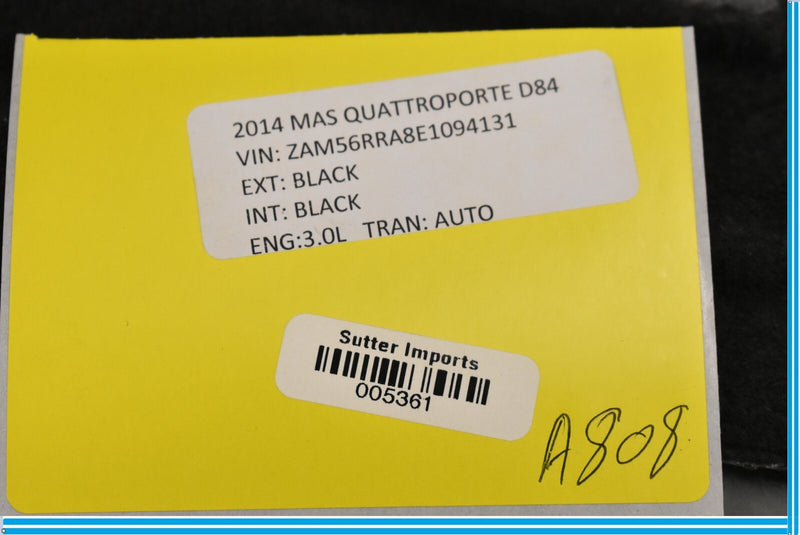 2014 MAS QUATTROPORTE D84
VIN: ZAM56RRA8E1094131
EXT: BLACK
INT: BLACK
ENG:3.0L TRAN: AUTO
Sutter Imports
005361
A808